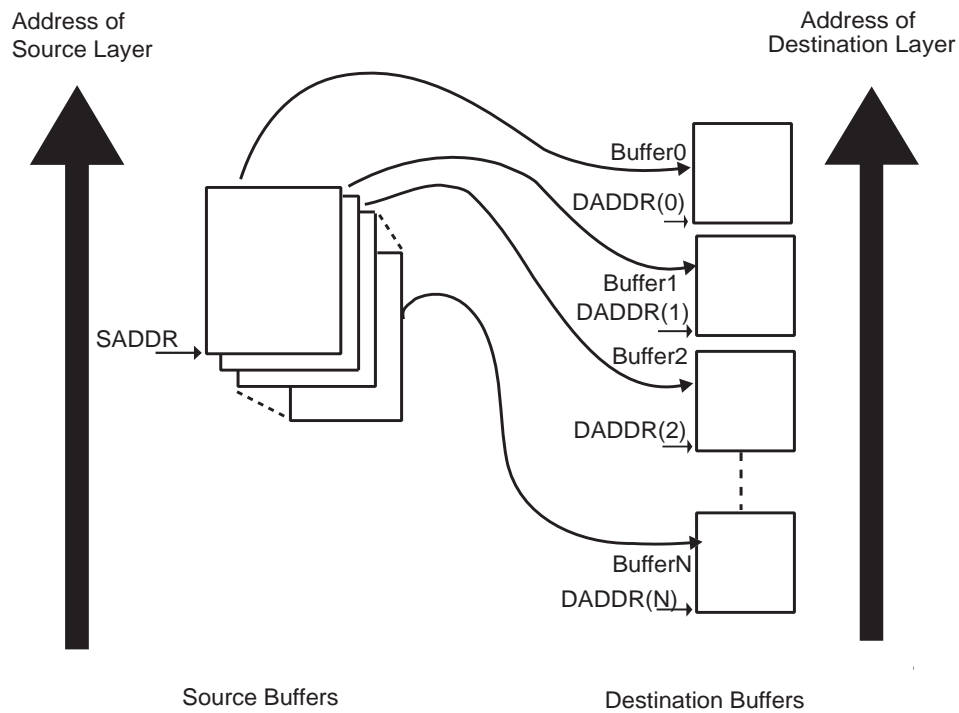 Address of
Source Layer
Address of
Destination Layer
Buffer0
DADDR(0)
Buffer1
DADDR(1)
SADDR
Buffer2
DADDR(2)
BufferN
DADDR(N)
Source Buffers
Destination Buffers